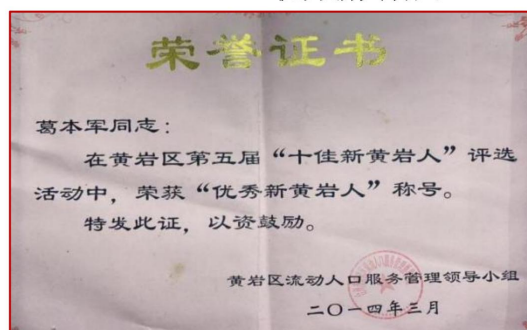 荣誉证书
葛本军同志：
在黄岩区第五届“十佳新黄岩人”评选
活动中，荣获“优秀新黄岩人”称号。
特发此证，以资鼓励。
黄岩区流动人口服务管理领导小组
二〇一四年三月